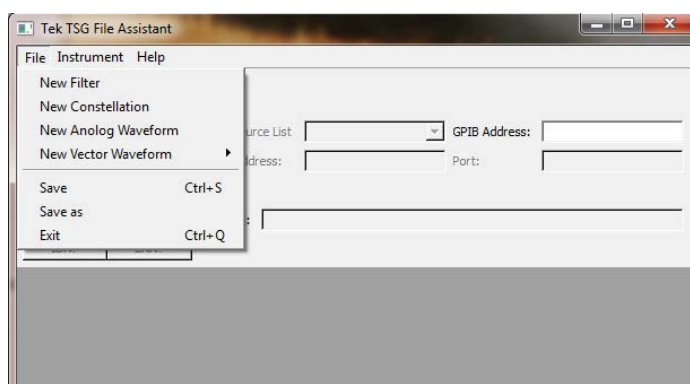 Tek TSG File Assistant
File Instrument Help
New Filter
New Constellation
New Anolog Waveform
urce List GPIB Address:
New Vector Waveform
dress: Port:
Save Ctrl+S
Save as
:
Exit Ctrl+Q